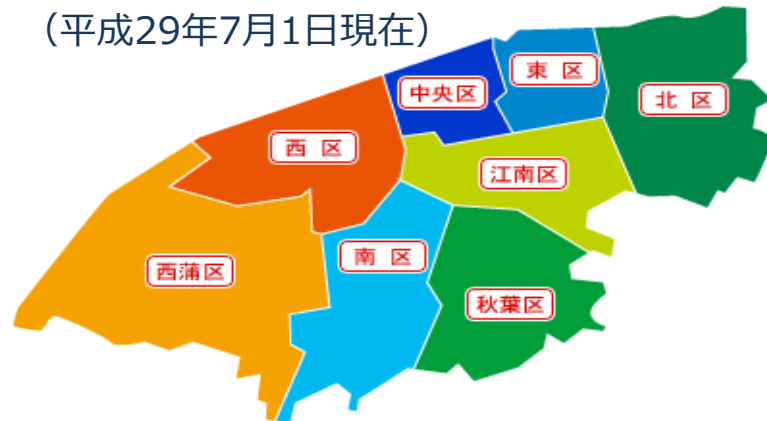 （平成29年7月1日現在）
中央区
東 区
北 区
西 区
江南区
西蒲区
南 区
秋葉区